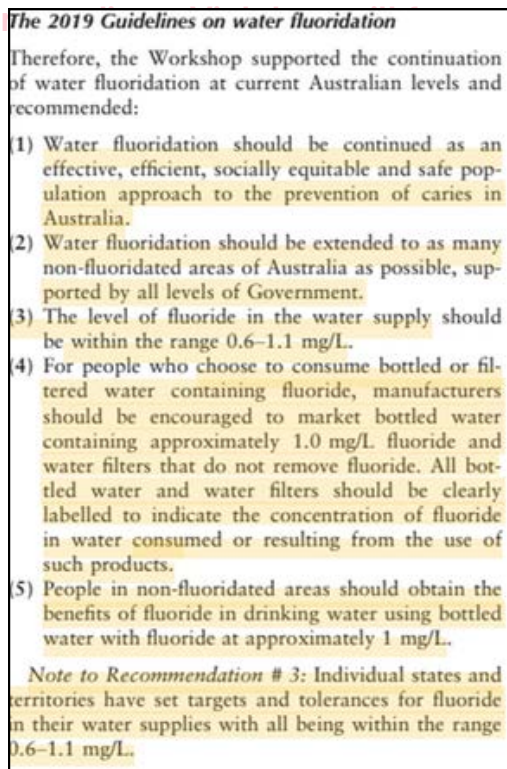 The 2019 Guidelines on water fluoridation
Therefore, the Workshop supported the continuation
of water fluoridation at current Australian levels and
recommended:
(1) Water fluoridation should be continued as an
effective, efficient, socially equitable and safe pop-
ulation approach to the prevention of caries in
Australia.
(2) Water fluoridation should be extended to as many
non-fluoridated areas of Australia as possible, sup-
ported by all levels of Government.
(3) The level of fluoride in the water supply should
be within the range 0.6–1.1 mg/L.
(4) For people who choose to consume bottled or fil-
tered water containing fluoride, manufacturers
should be encouraged to market bottled water
containing approximately 1.0 mg/L fluoride and
water filters that do not remove fluoride. All bot-
tled water and water filters should be clearly
labelled to indicate the concentration of fluoride
in water consumed or resulting from the use of
such products.
(5) People in non-fluoridated areas should obtain the
benefits of fluoride in drinking water using bottled
water with fluoride at approximately 1 mg/L.
Note to Recommendation # 3: Individual states and
territories have set targets and tolerances for fluoride
in their water supplies with all being within the range
0.6–1.1 mg/L.